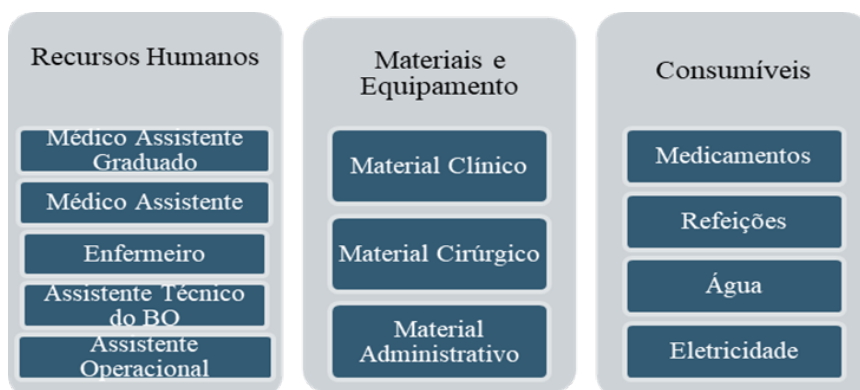 Recursos Humanos
Médico Assistente
Graduado
Médico Assistente
Enfermeiro
Assistente Técnico
do BO
Assistente
Operacional
Materiais e
Equipamento
Material Clínico
Material Cirúrgico
Material
Administrativo
Consumíveis
Medicamentos
Refeições
Água
Eletricidade